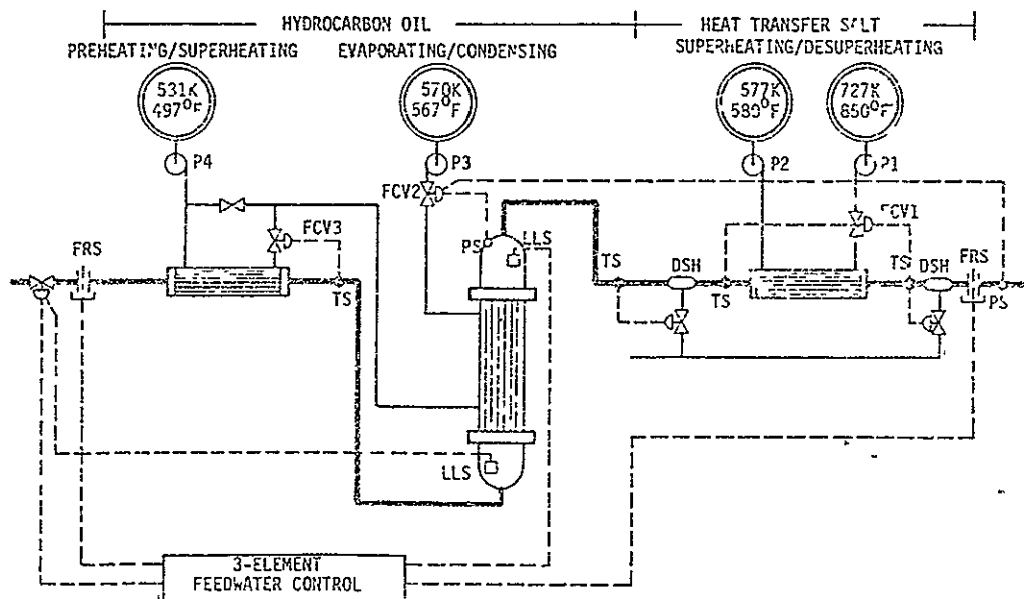 HYDROCARBON OIL
HEAT TRANSFER S'LT
PREHEATING/SUPERHEATING
EVAPORATING/CONDENSING
SUPERHEATING/DESUPERHEATING
531K
497°F
570K
567°F
577K
580°F
727K
850°F
P4
P3
P2
P1
FCV2
FCV1
FCV3
FRS
PS
LLS
TS
DSH
TS
DSH
FRS
TS
TS
PS
LLS
3-ELEMENT
FEEDWATER CONTROL